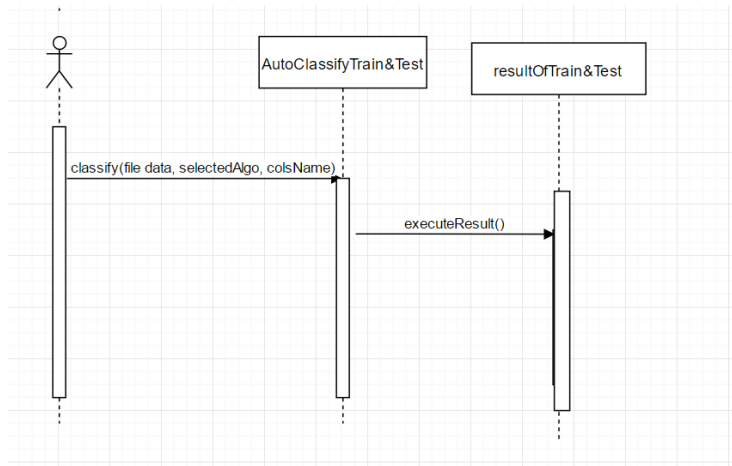 AutoClassifyTrain&Test
resultOfTrain&Test
classify(file data, selectedAlgo, colsName)
executeResult()